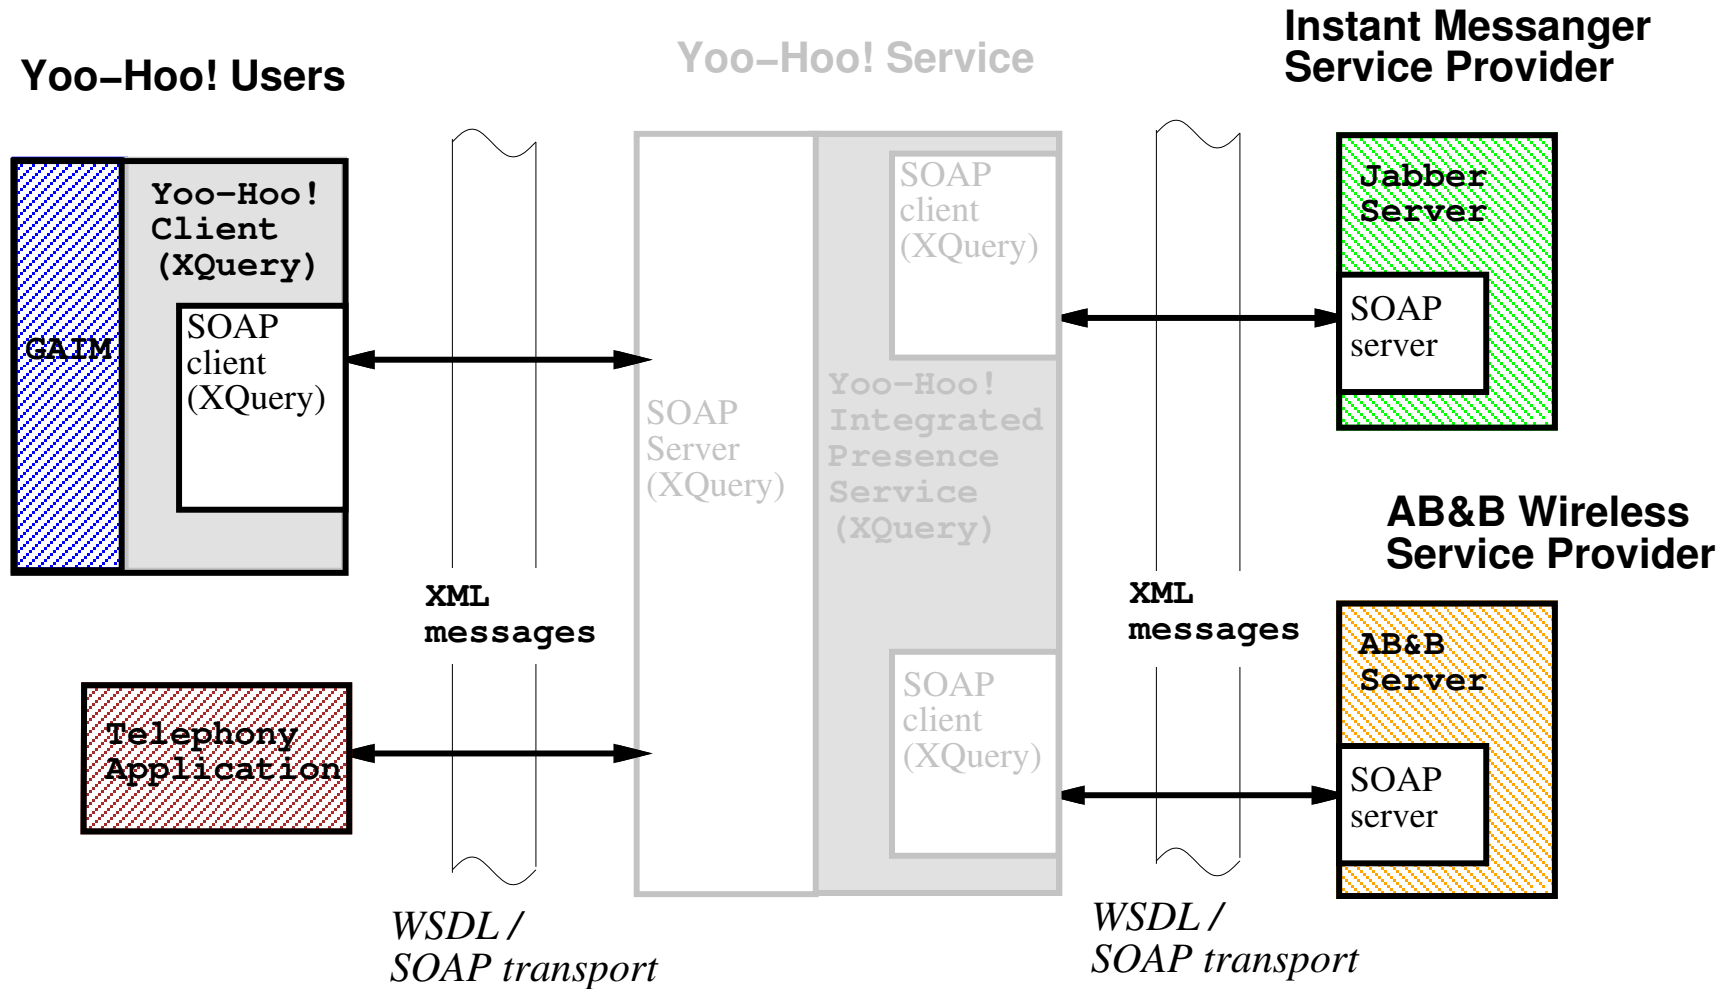 Yoo–Hoo! Users
Yoo–Hoo! Service
Instant Messanger
Service Provider
GAIM
Yoo–Hoo!
Client
(XQuery)
SOAP
client
(XQuery)
Telephony
Application
XML
messages
WSDL /
SOAP transport
SOAP
Server
(XQuery)
SOAP
client
(XQuery)
Yoo–Hoo!
Integrated
Presence
Service
(XQuery)
SOAP
client
(XQuery)
XML
messages
WSDL /
SOAP transport
Jabber
Server
SOAP
server
AB&B Wireless
Service Provider
AB&B
Server
SOAP
server